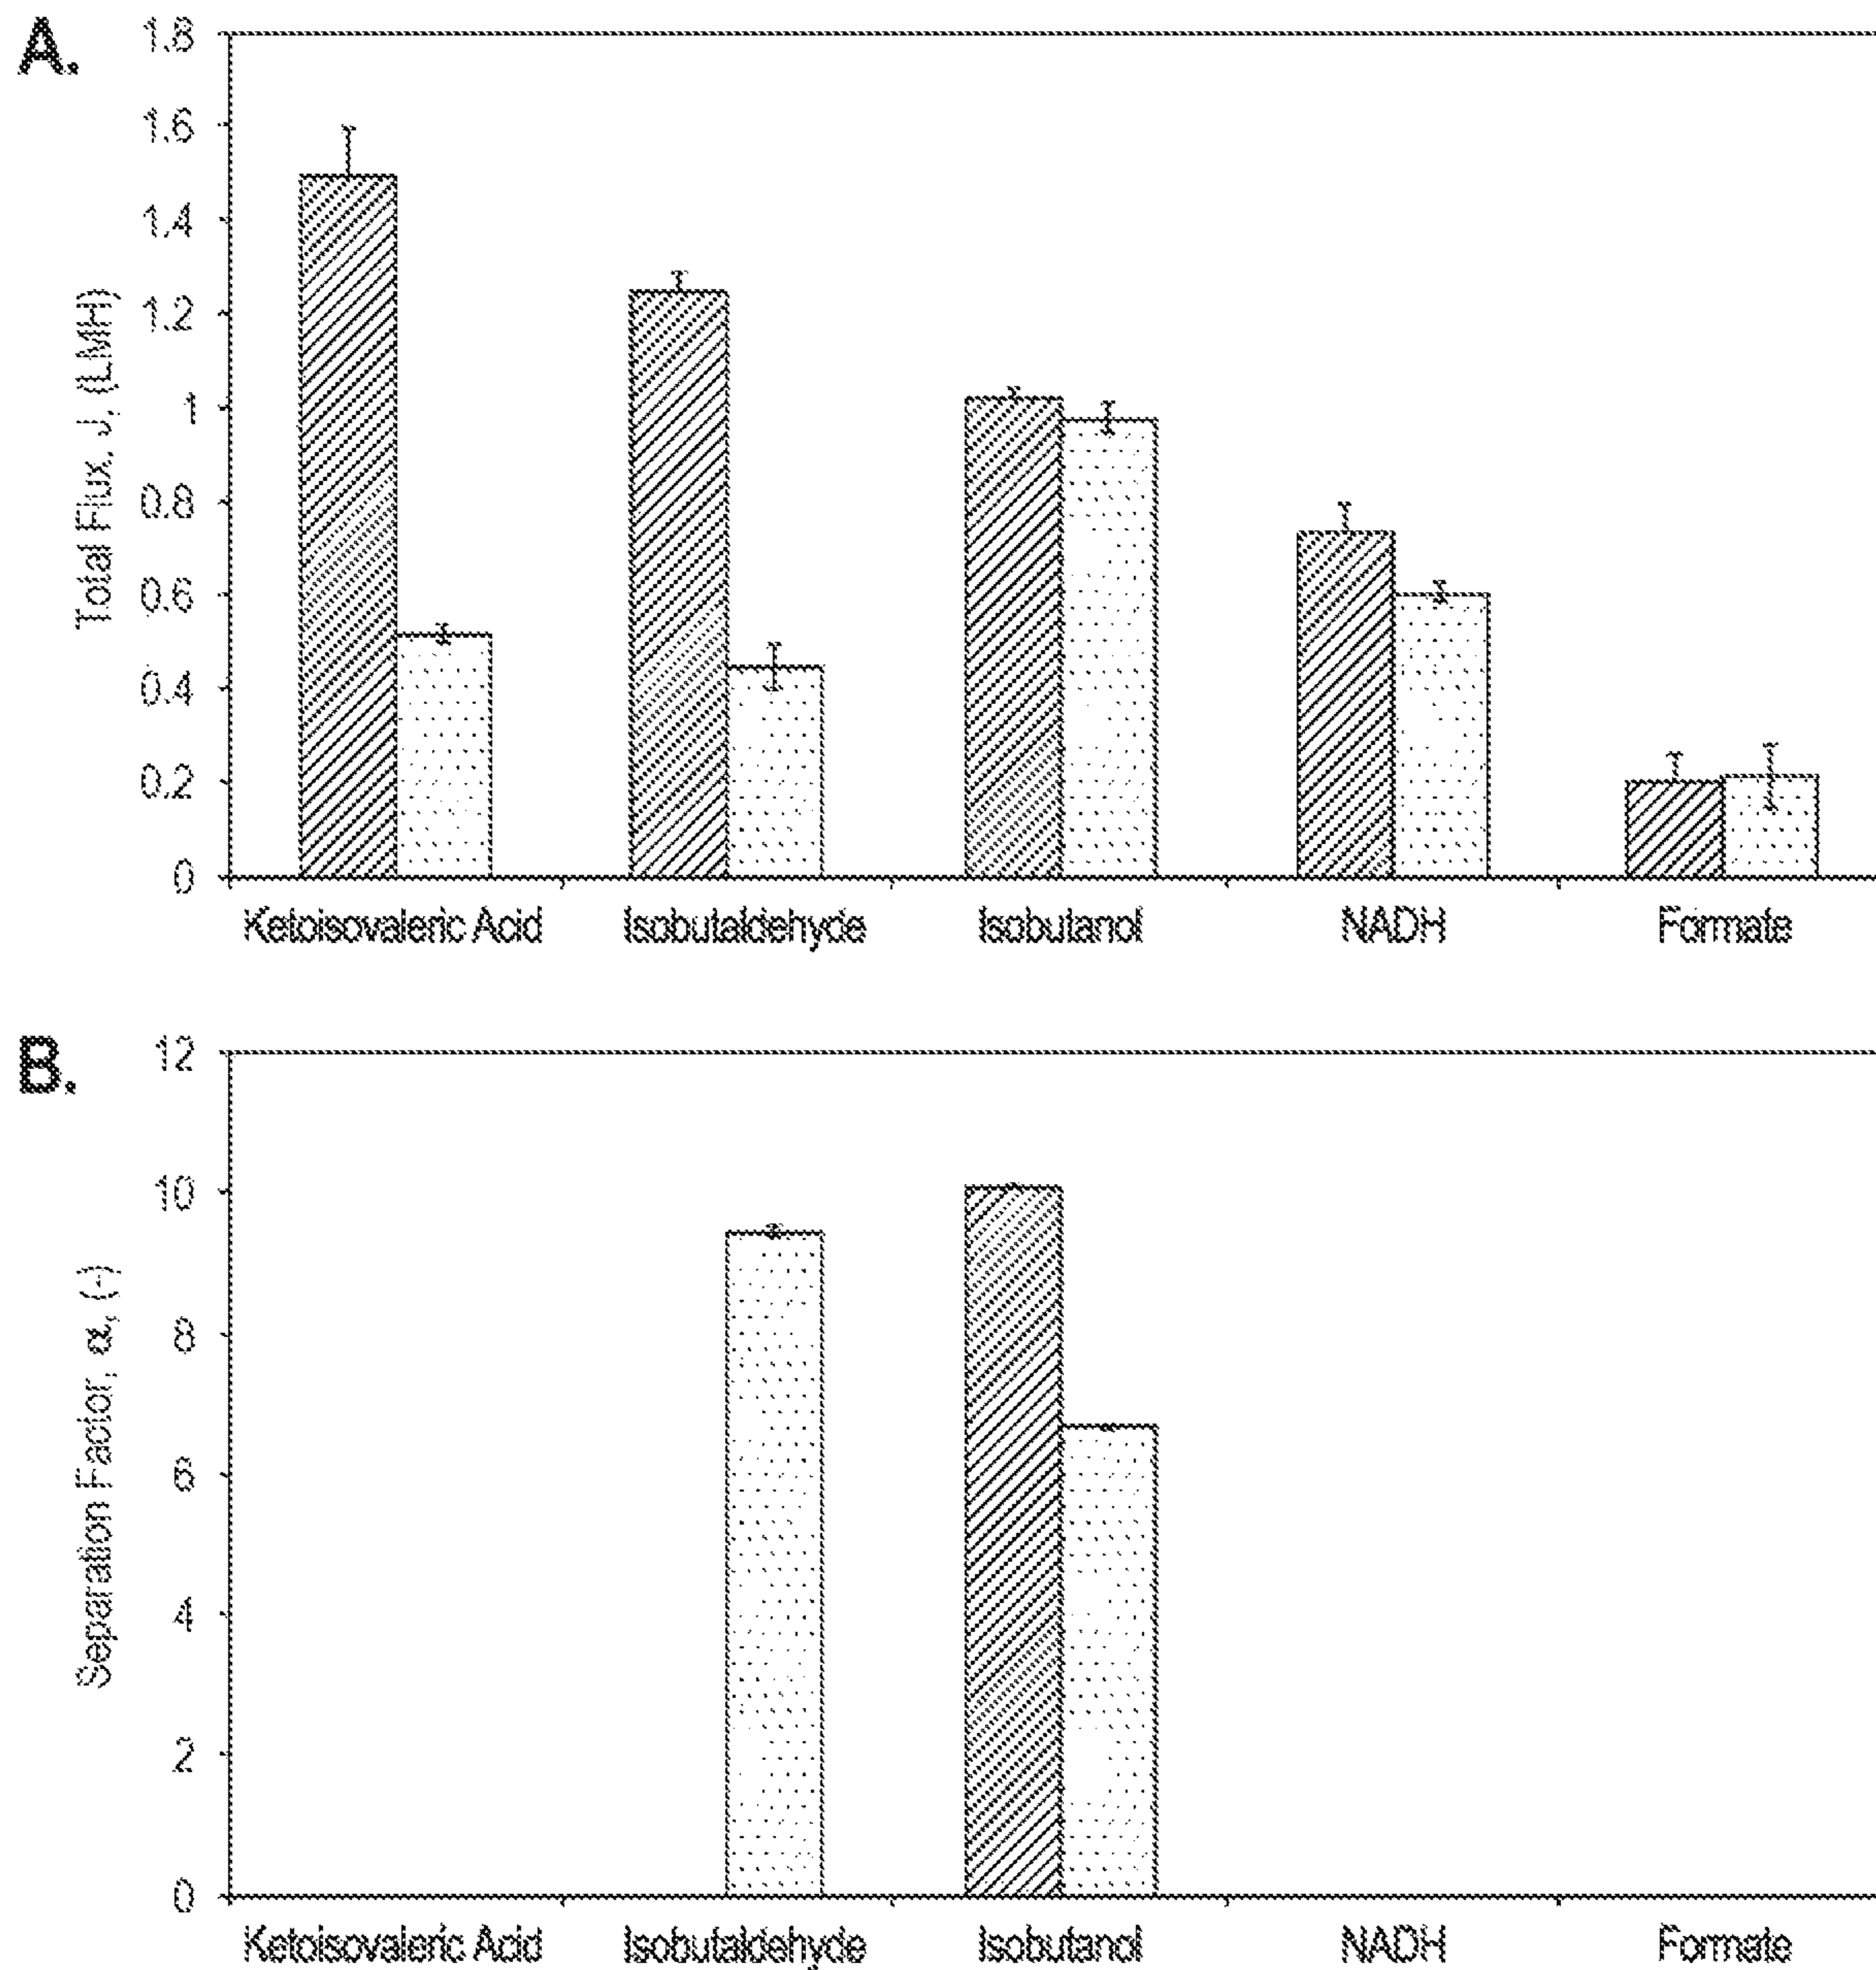 A.
Total Flux, J, (LMH)
1.8
1.6
1.4
1.2
1
0.8
0.6
0.4
0.2
0
Ketoisovaleric Acid Isobutaldehyde Isobutanol NADH Formate
B.
Separation Factor, α, (-)
12
10
8
6
4
2
0
Ketoisovaleric Acid Isobutaldehyde Isobutanol NADH Formate